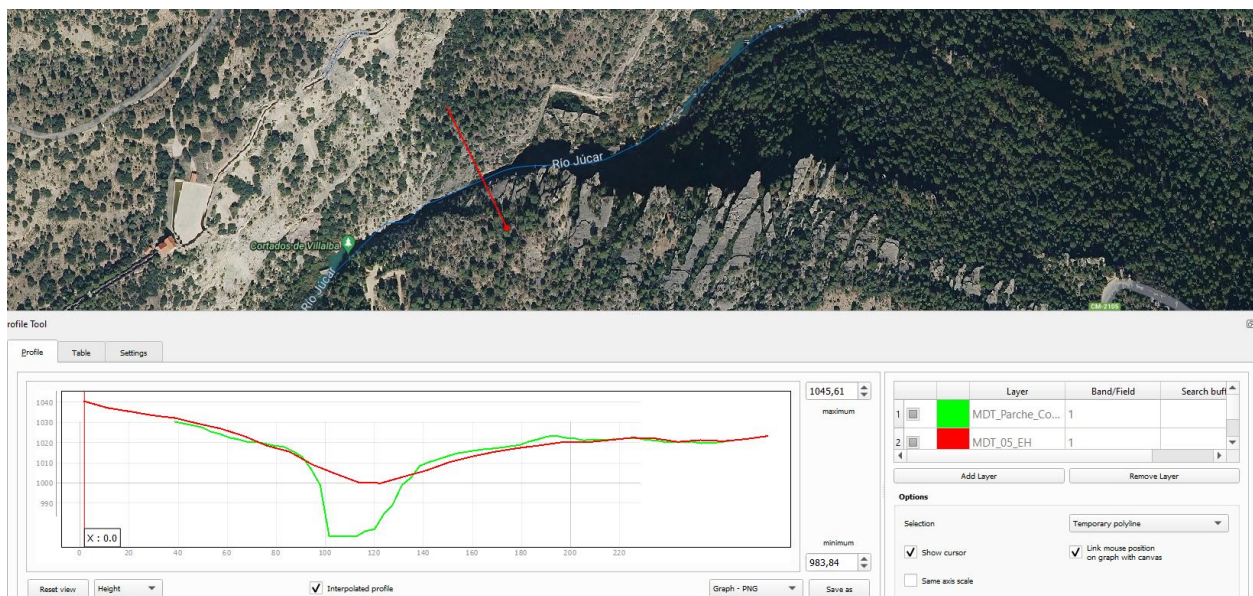 Río Júcar
Cortados de Villalba
Río Júcar
CM-2105
rofile Tool
Profile Table Settings
1040
1030
1020
1010
1000
990
X : 0.0
0 20 40 60 80 100 120 140 160 180 200 220
1045,61
maximum
minimum
983,84
Reset view Height Interpolated profile Graph - PNG Save as
Layer Band/Field Search buff
1 MDT_Parche_Co... 1
2 MDT_05_EH 1
Add Layer Remove Layer
Options
Selection Temporary polyline
Show cursor Link mouse position
on graph with canvas
Same axis scale